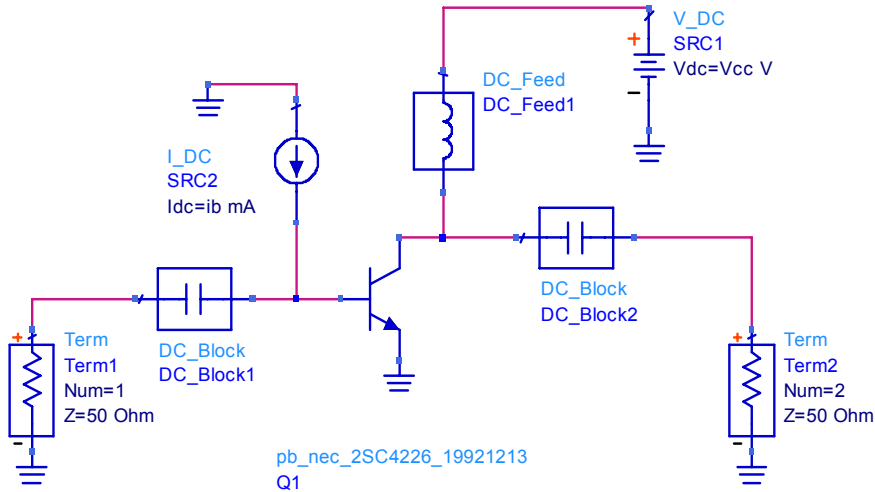 V_DC
SRC1
Vdc=Vcc V
DC_Feed
DC_Feed1
I_DC
SRC2
Idc=ib mA
DC_Block
DC_Block1
DC_Block
DC_Block2
Term
Term1
Num=1
Z=50 Ohm
Term
Term2
Num=2
Z=50 Ohm
pb_nec_2SC4226_19921213
Q1